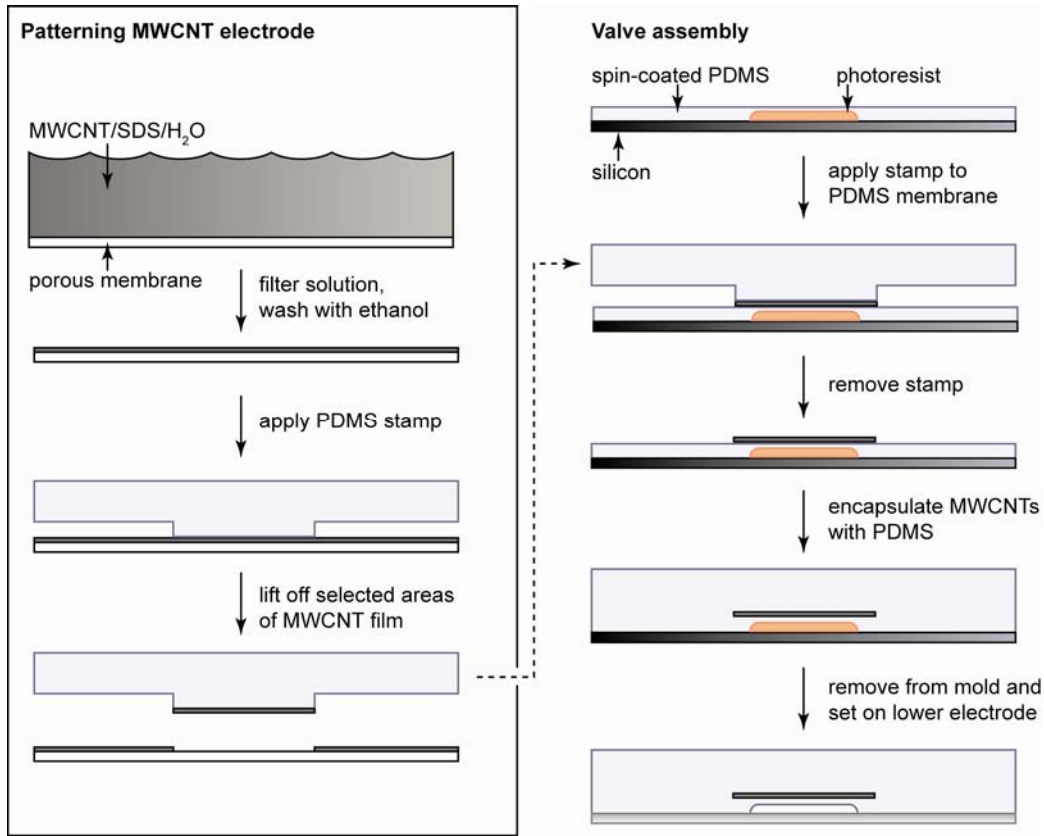 Patterning MWCNT electrode
MWCNT/SDS/H₂O
porous membrane
filter solution,
wash with ethanol
apply PDMS stamp
lift off selected areas
of MWCNT film
Valve assembly
spin-coated PDMS
photoresist
silicon
apply stamp to
PDMS membrane
remove stamp
encapsulate MWCNTs
with PDMS
remove from mold and
set on lower electrode